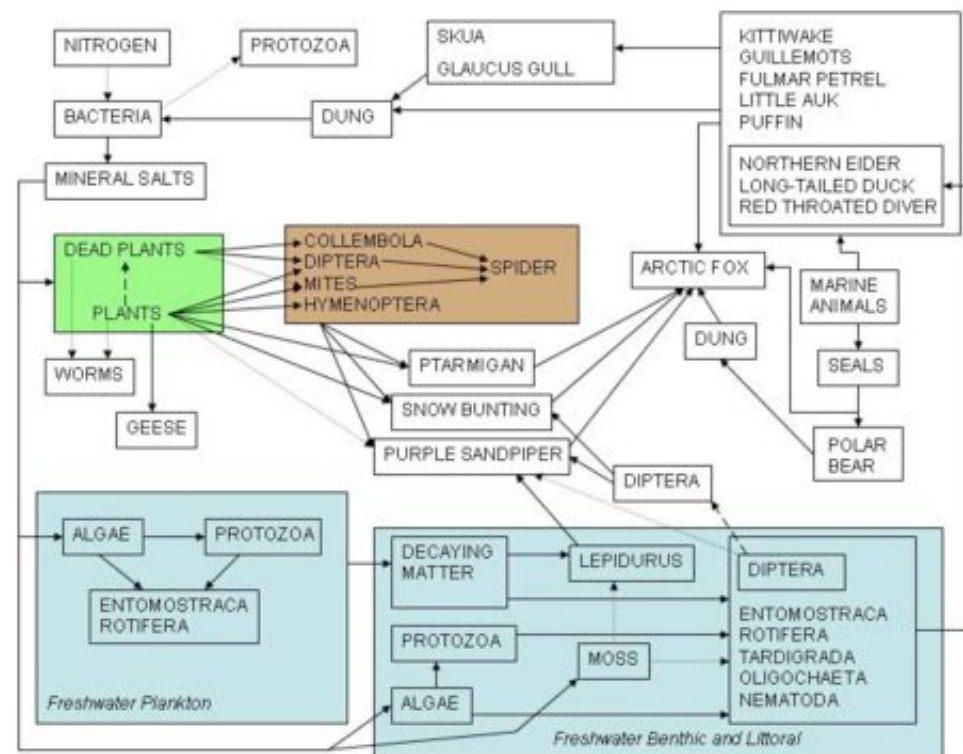 NITROGEN
PROTOZOA
SKUA
GLAUCUS GULL
KITTIWAKE
GUILLEMOTS
FULMAR PETREL
LITTLE AUK
PUFFIN
BACTERIA
DUNG
MINERAL SALTS
NORTHERN EIDER
LONG-TAILED DUCK
RED THROATED DIVER
DEAD PLANTS
PLANTS
COLLEMBOLA
DIPTERA
MITES
HYMENOPTERA
SPIDER
ARCTIC FOX
MARINE
ANIMALS
DUNG
SEALS
WORMS
PTARMIGAN
GEESE
SNOW BUNTING
PURPLE SANDPIPER
POLAR
BEAR
DIPTERA
ALGAE
PROTOZOA
ENTOMOSTRACA
ROTIFERA
Freshwater Plankton
DECAYING
MATTER
LEPIDURUS
DIPTERA
PROTOZOA
MOSS
ALGAE
ENTOMOSTRACA
ROTIFERA
TARDIGRADA
OLIGOCHAETA
NEMATODA
Freshwater Benthic and Littoral